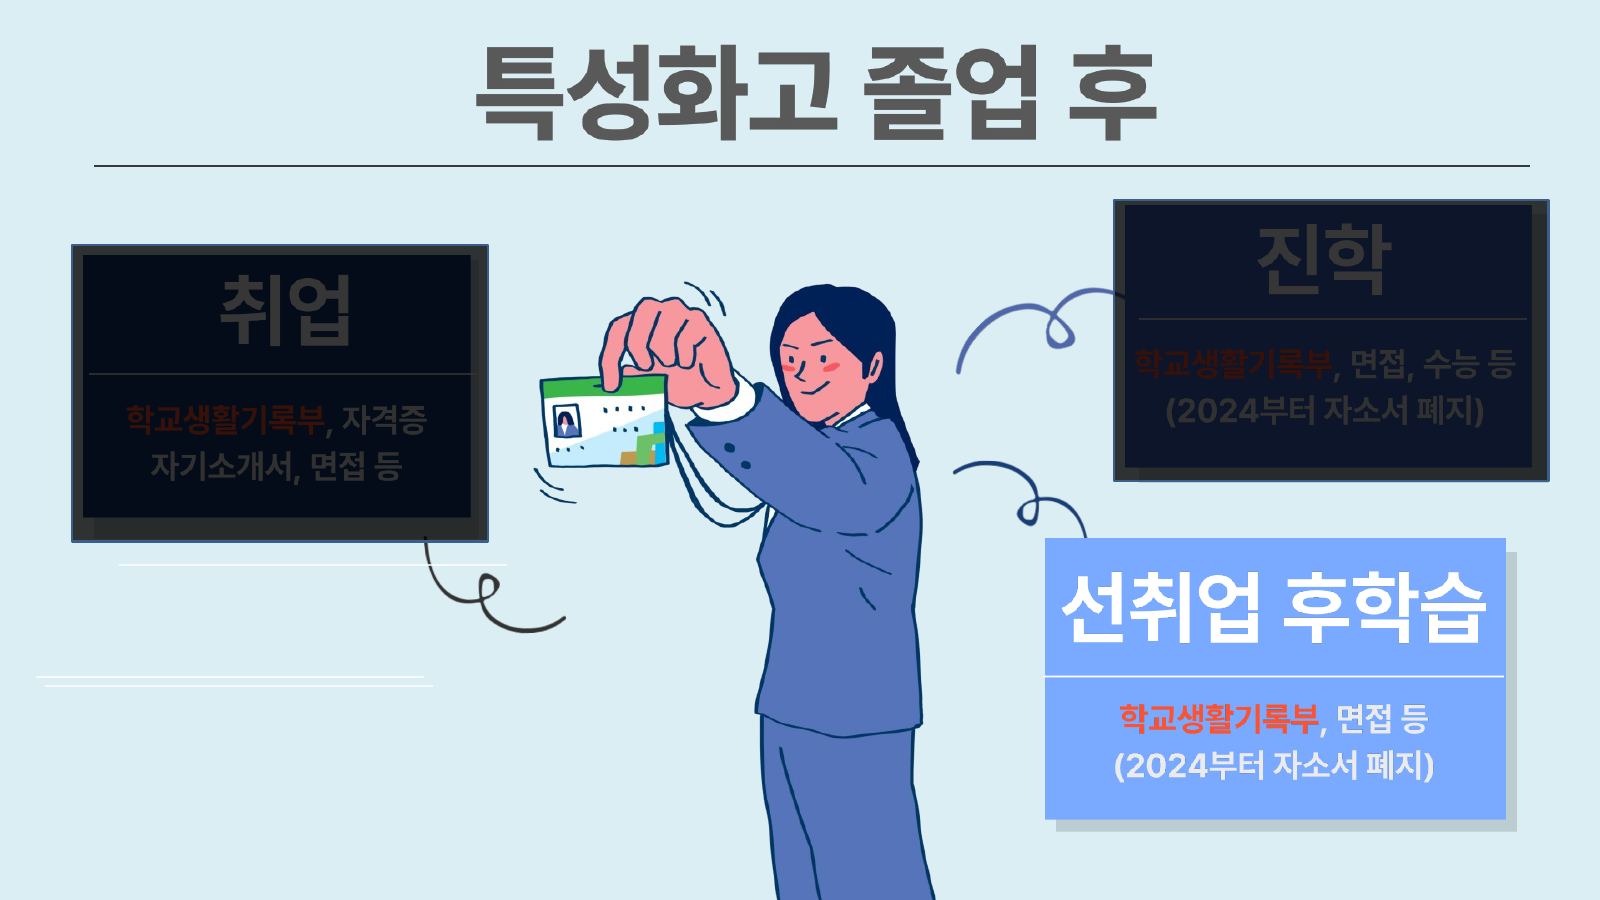 특성화고 졸업 후
취업
학교생활기록부, 자격증
자기소개서, 면접 등
진학
학교생활기록부, 면접, 수능 등
(2024부터 자소서 폐지)
선취업 후학습
학교생활기록부, 면접 등
(2024부터 자소서 폐지)